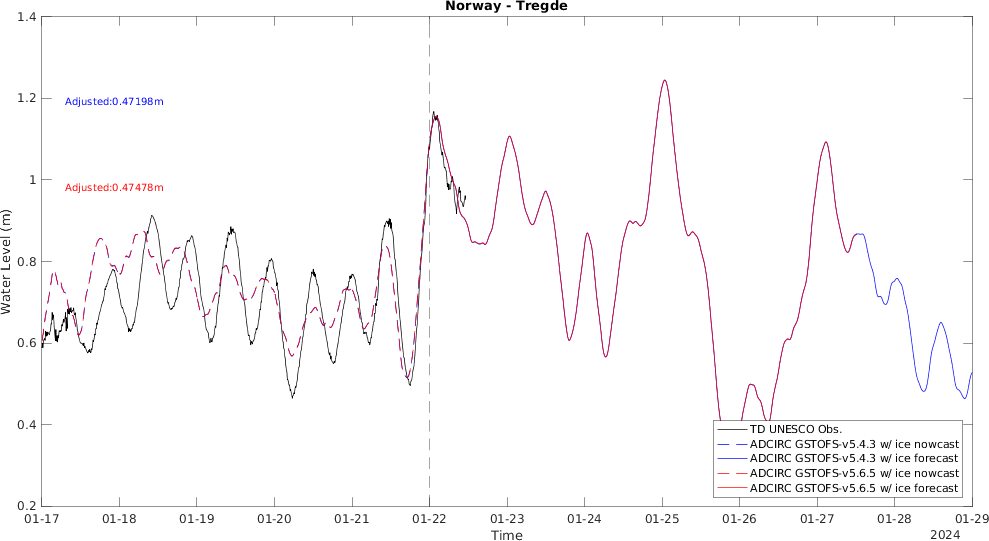 Norway - Tregde
1.4
1.2
1
0.8
0.6
0.4
0.2
Water Level (m)
Adjusted:0.47198m
Adjusted:0.47478m
TD UNESCO Obs.
ADCIRC GSTOFS-v5.4.3 w/ ice nowcast
ADCIRC GSTOFS-v5.4.3 w/ ice forecast
ADCIRC GSTOFS-v5.6.5 w/ ice nowcast
ADCIRC GSTOFS-v5.6.5 w/ ice forecast
01-17 01-18 01-19 01-20 01-21 01-22 01-23 01-24 01-25 01-26 01-27 01-28 01-29
Time
2024